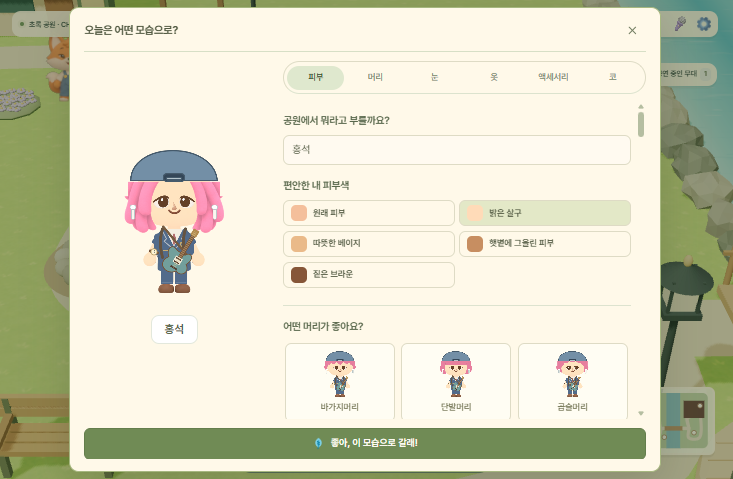 초록 공원 · CH
오늘은 어떤 모습으로?
피부
머리
눈
옷
액세서리
코
공원에서 뭐라고 부를까요?
홍석
편안한 내 피부색
원래 피부
밝은 살구
따뜻한 베이지
햇볕에 그을린 피부
짙은 브라운
홍석
어떤 머리가 좋아요?
바가지머리
단발머리
곱슬머리
좋아, 이 모습으로 갈래!
중인 무대 1